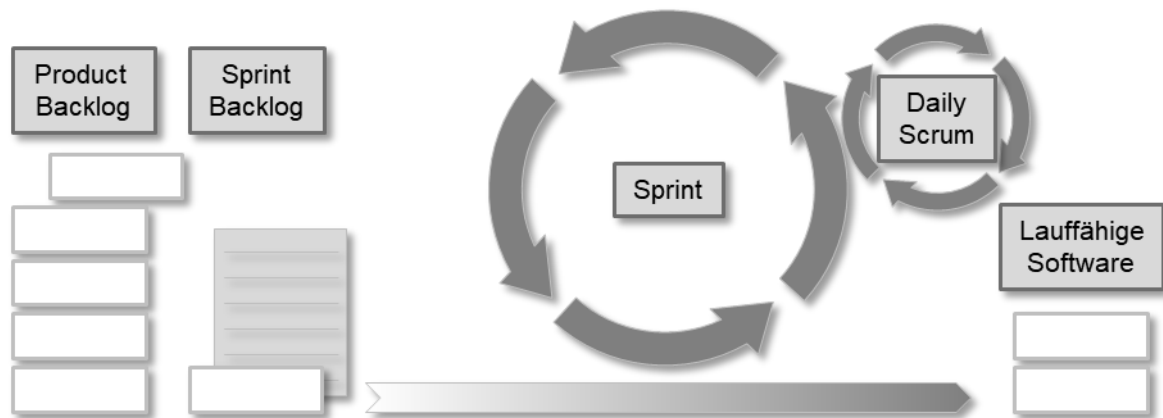 Product
Backlog
Sprint
Backlog
Sprint
Daily
Scrum
Lauffähige
Software